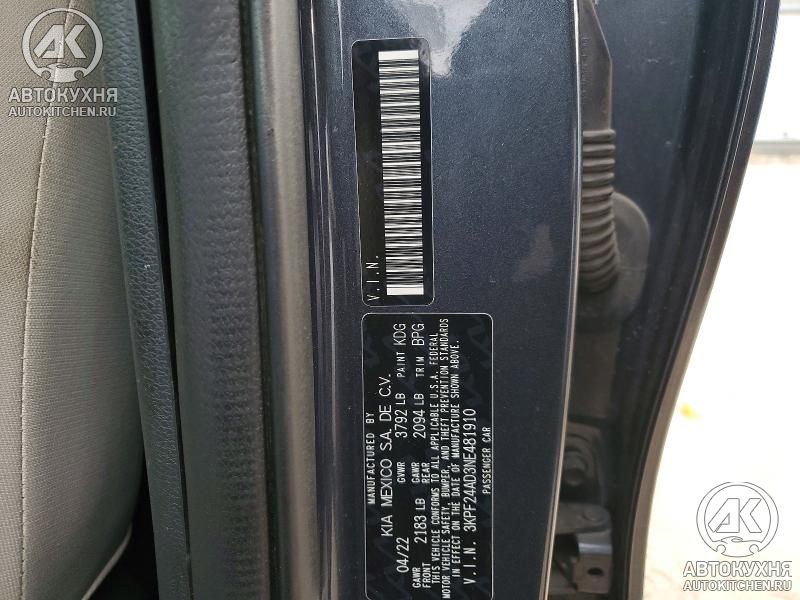 АК
АВТОКУХНЯ
AUTOKITCHEN.RU
V.I.N.
MANUFACTURED BY
KIA MEXICO S.A. DE C.V.
04/22 GVWR 3792 LB PAINT KDG
GAWR FRONT 2183 LB GAWR REAR 2094 LB TRIM BPG
THIS VEHICLE CONFORMS TO ALL APPLICABLE U.S.A. FEDERAL
MOTOR VEHICLE SAFETY, BUMPER, AND THEFT PREVENTION STANDARDS
IN EFFECT ON THE DATE OF MANUFACTURE SHOWN ABOVE.
V.I.N. 3KPF24AD3NE481910
PASSENGER CAR
АК
АВТОКУХНЯ
AUTOKITCHEN.RU